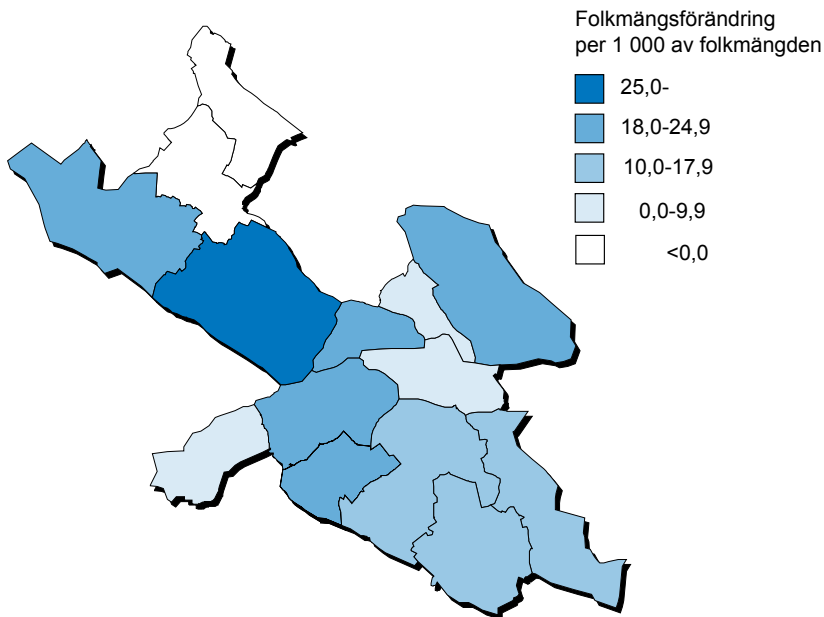 Folkmängsförändring
per 1 000 av folkmängden
25,0-
18,0-24,9
10,0-17,9
0,0-9,9
<0,0